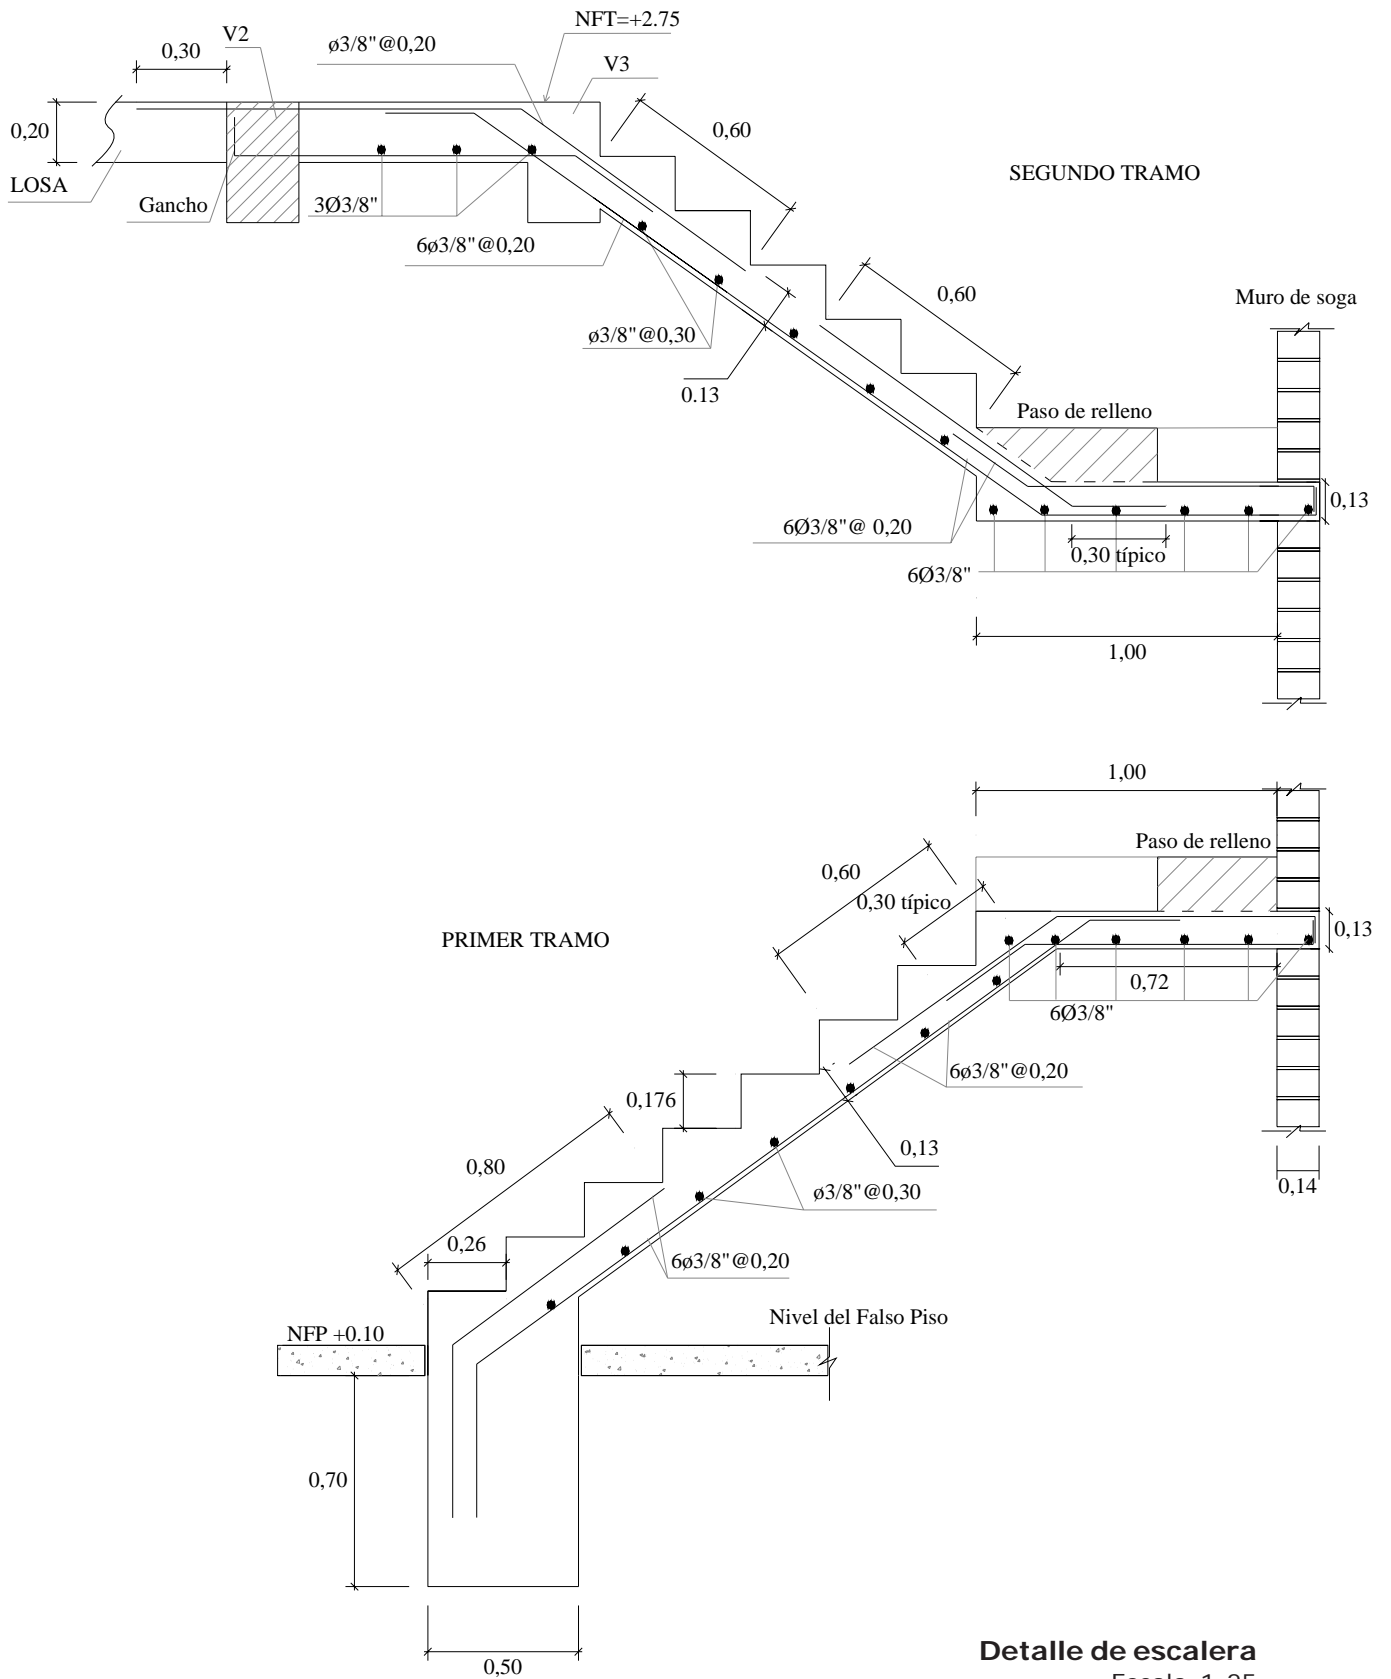 NFT=+2.75
V2
ø3/8"@0,20
0,30
V3
0,20
0,60
SEGUNDO TRAMO
LOSA
Gancho
3Ø3/8"
6ø3/8"@0,20
0,60
Muro de soga
ø3/8"@0,30
0.13
Paso de relleno
0,13
6Ø3/8"@ 0,20
0,30 típico
6Ø3/8"
1,00
1,00
Paso de relleno
0,60
0,30 típico
0,13
PRIMER TRAMO
0,72
6Ø3/8"
6ø3/8"@0,20
0,176
0,13
0,80
ø3/8"@0,30
0,14
0,26
6ø3/8"@0,20
Nivel del Falso Piso
NFP +0.10
0,70
0,50
Detalle de escalera